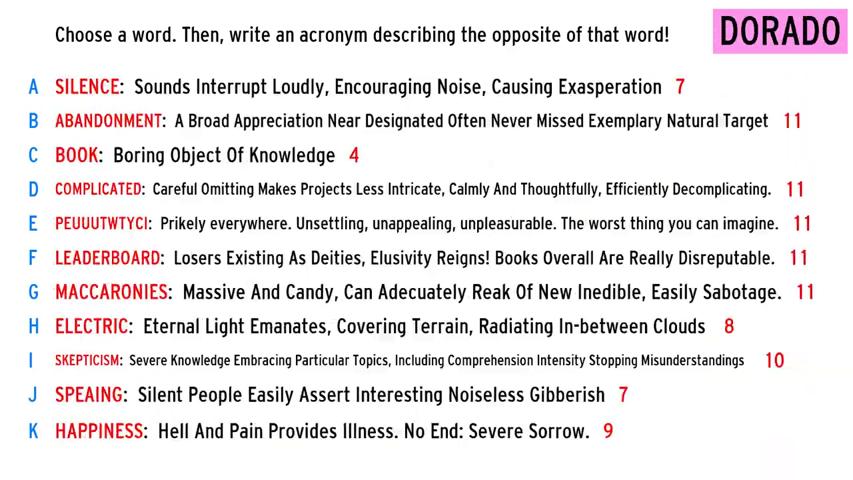 Choose a word. Then, write an acronym describing the opposite of that word!
DORADO
A SILENCE: Sounds Interrupt Loudly, Encouraging Noise, Causing Exasperation 7
B ABANDONMENT: A Broad Appreciation Near Designated Often Never Missed Exemplary Natural Target 11
C BOOK: Boring Object Of Knowledge 4
D COMPLICATED: Careful Omitting Makes Projects Less Intricate, Calmly And Thoughtfully, Efficiently Decomplicating. 11
E PEUUUTWTYCI: Prikely everywhere. Unsettling, unappealing, unpleasurable. The worst thing you can imagine. 11
F LEADERBOARD: Losers Existing As Deities, Elusivity Reigns! Books Overall Are Really Disreputable. 11
G MACCARONIES: Massive And Candy, Can Adecuately Reak Of New Inedible, Easily Sabotage. 11
H ELECTRIC: Eternal Light Emanates, Covering Terrain, Radiating In-between Clouds 8
I SKEPTICISM: Severe Knowledge Embracing Particular Topics, Including Comprehension Intensity Stopping Misunderstandings 10
J SPEAING: Silent People Easily Assert Interesting Noiseless Gibberish 7
K HAPPINESS: Hell And Pain Provides Illness. No End: Severe Sorrow. 9